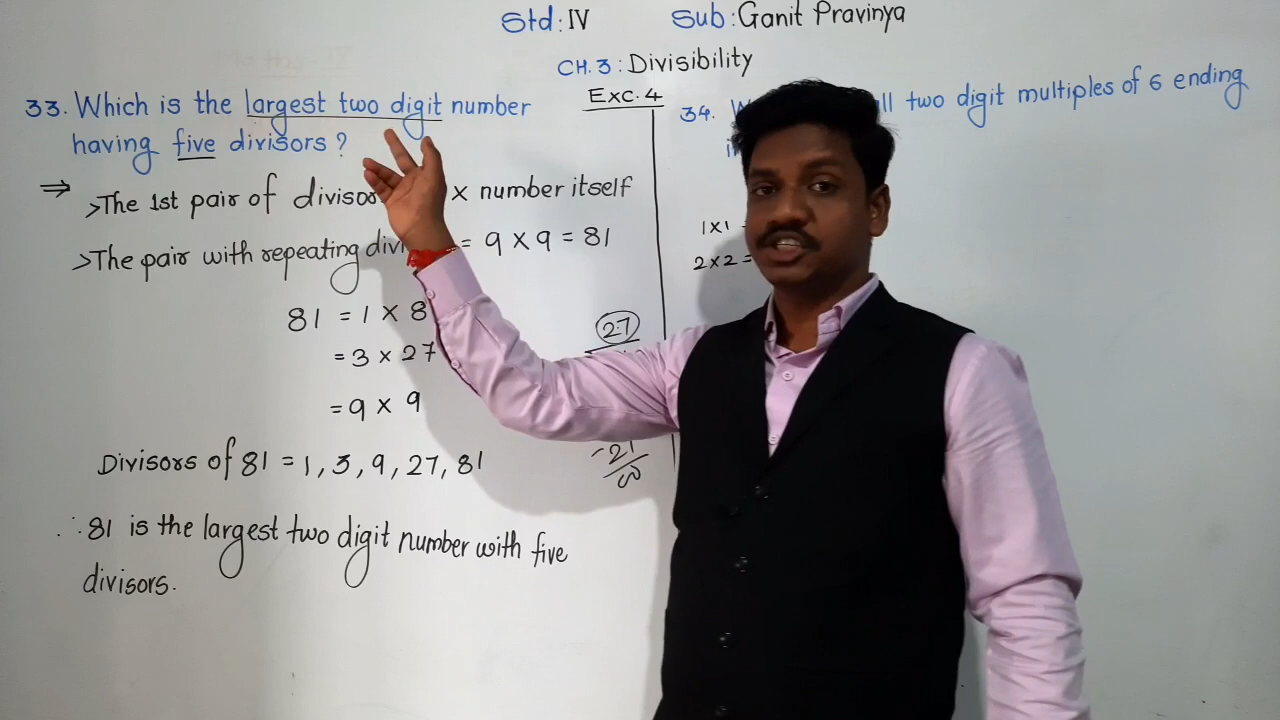 Std: IV Sub: Ganit Pravinya
CH. 3: Divisibility
Exc. 4
33. Which is the largest two digit number
having five divisors?
⇒ >The 1st pair of divisor × number itself
>The pair with repeating divi = 9 × 9 = 81
81 = 1 × 8
= 3 × 27
= 9 × 9
Divisors of 81 = 1, 3, 9, 27, 81
∴ 81 is the largest two digit number with five
divisors.
27
-21
34. two digit multiples of 6 ending
1×1 =
2×2 =